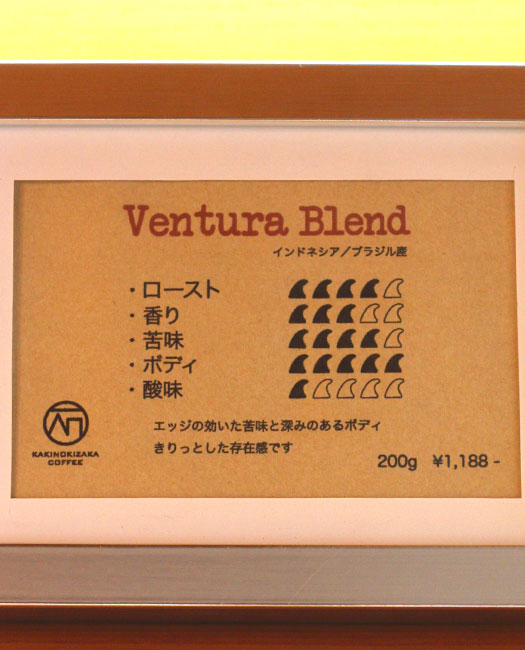 Ventura Blend
インドネシア/ブラジル産
・ロースト
・香り
・苦味
・ボディ
・酸味
エッジの効いた苦味と深みのあるボディ
きりっとした存在感です
KAKINOKIZAKA
COFFEE
200g ¥1,188 -